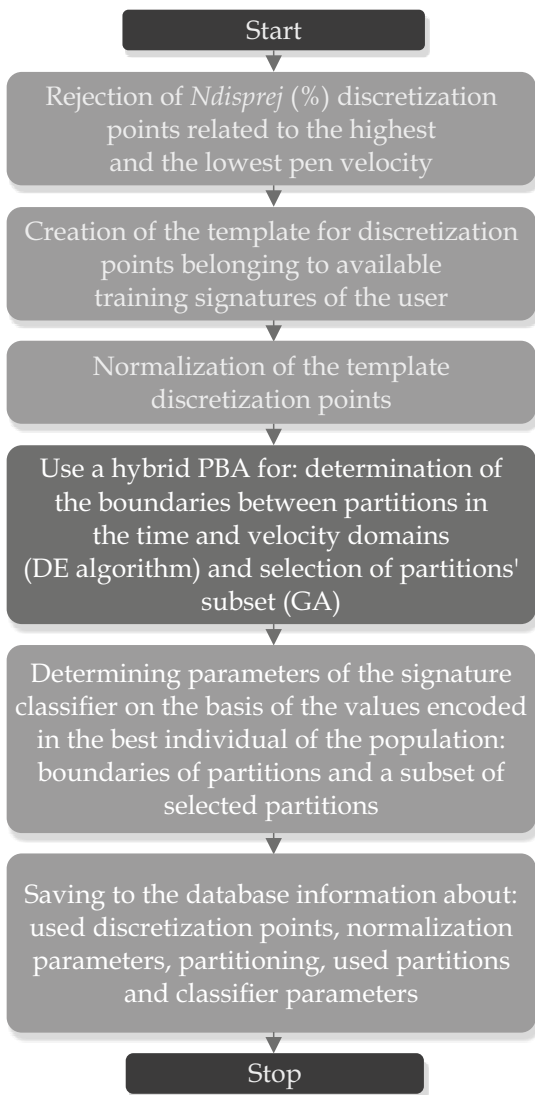 Start
Rejection of Ndisprej (%) discretization
points related to the highest
and the lowest pen velocity
Creation of the template for discretization
points belonging to available
training signatures of the user
Normalization of the template
discretization points
Use a hybrid PBA for: determination of
the boundaries between partitions in
the time and velocity domains
(DE algorithm) and selection of partitions'
subset (GA)
Determining parameters of the signature
classifier on the basis of the values encoded
in the best individual of the population:
boundaries of partitions and a subset of
selected partitions
Saving to the database information about:
used discretization points, normalization
parameters, partitioning, used partitions
and classifier parameters
Stop